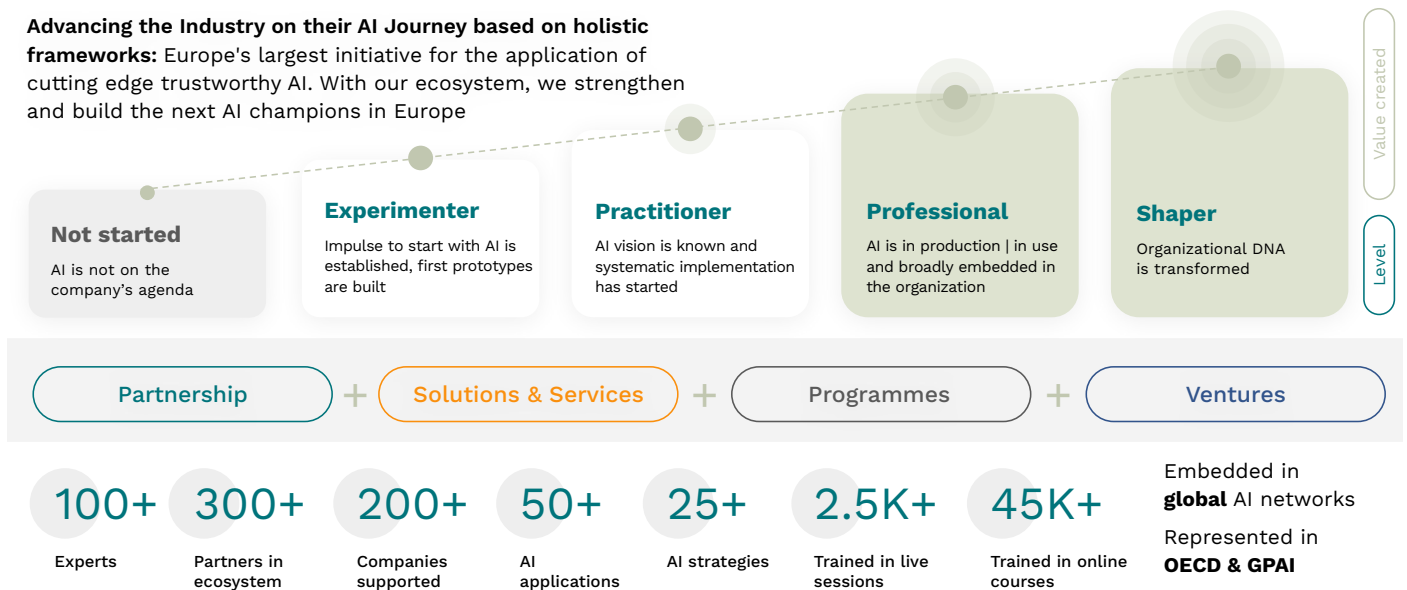 Advancing the Industry on their AI Journey based on holistic
frameworks: Europe's largest initiative for the application of
cutting edge trustworthy AI. With our ecosystem, we strengthen
and build the next AI champions in Europe
Not started
AI is not on the
company’s agenda
Experimenter
Impulse to start with AI is
established, first prototypes
are built
Practitioner
AI vision is known and
systematic implementation
has started
Professional
AI is in production | in use
and broadly embedded in
the organization
Shaper
Organizational DNA
is transformed
Value created
Level
Partnership + Solutions & Services + Programmes + Ventures
100+
Experts
300+
Partners in
ecosystem
200+
Companies
supported
50+
AI
applications
25+
AI strategies
2.5K+
Trained in live
sessions
45K+
Trained in online
courses
Embedded in
global AI networks
Represented in
OECD & GPAI